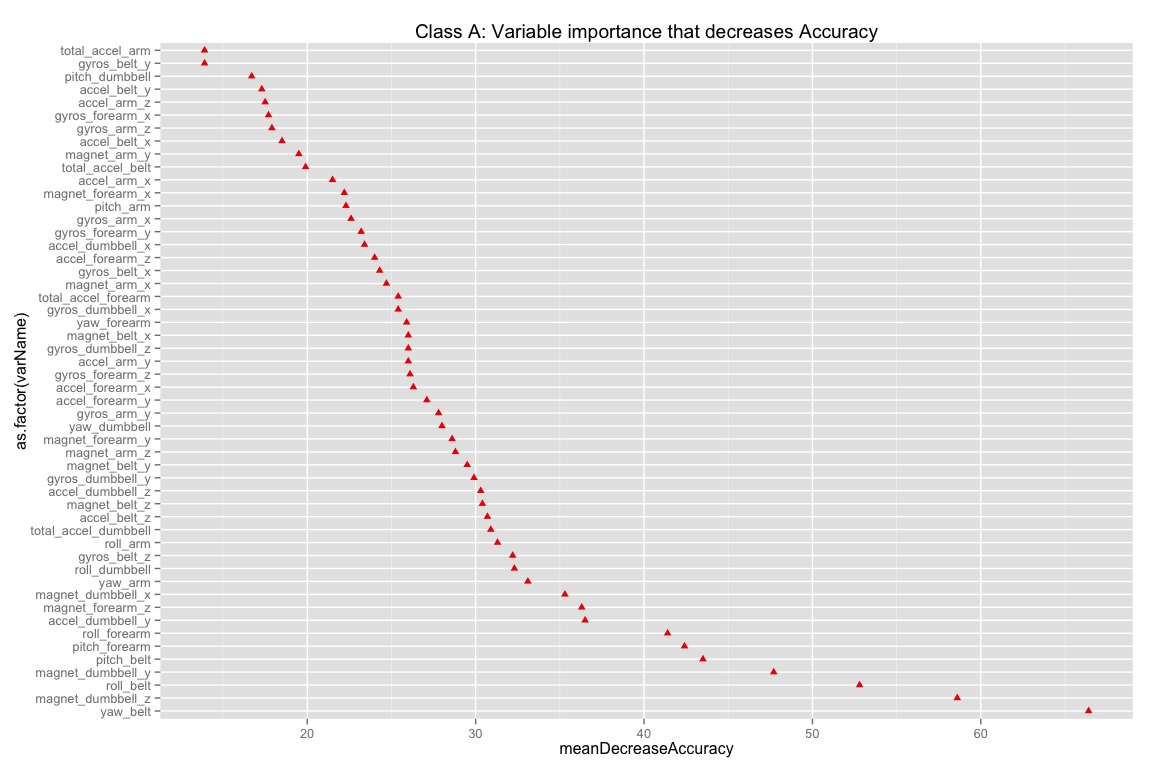 Class A: Variable importance that decreases Accuracy
total_accel_arm
gyros_belt_y
pitch_dumbbell
accel_belt_y
accel_arm_z
gyros_forearm_x
gyros_arm_z
accel_belt_x
magnet_arm_y
total_accel_belt
accel_arm_x
magnet_forearm_x
pitch_arm
gyros_arm_x
gyros_forearm_y
accel_dumbbell_x
accel_forearm_z
gyros_belt_x
magnet_arm_x
total_accel_forearm
gyros_dumbbell_x
yaw_forearm
magnet_belt_x
gyros_dumbbell_z
accel_arm_y
gyros_forearm_z
accel_forearm_x
accel_forearm_y
gyros_arm_y
yaw_dumbbell
magnet_forearm_y
magnet_arm_z
magnet_belt_y
gyros_dumbbell_y
accel_dumbbell_z
magnet_belt_z
accel_belt_z
total_accel_dumbbell
roll_arm
gyros_belt_z
roll_dumbbell
yaw_arm
magnet_dumbbell_x
magnet_forearm_z
accel_dumbbell_y
roll_forearm
pitch_forearm
pitch_belt
magnet_dumbbell_y
roll_belt
magnet_dumbbell_z
yaw_belt
as.factor(varName)
20 30 40 50 60
meanDecreaseAccuracy